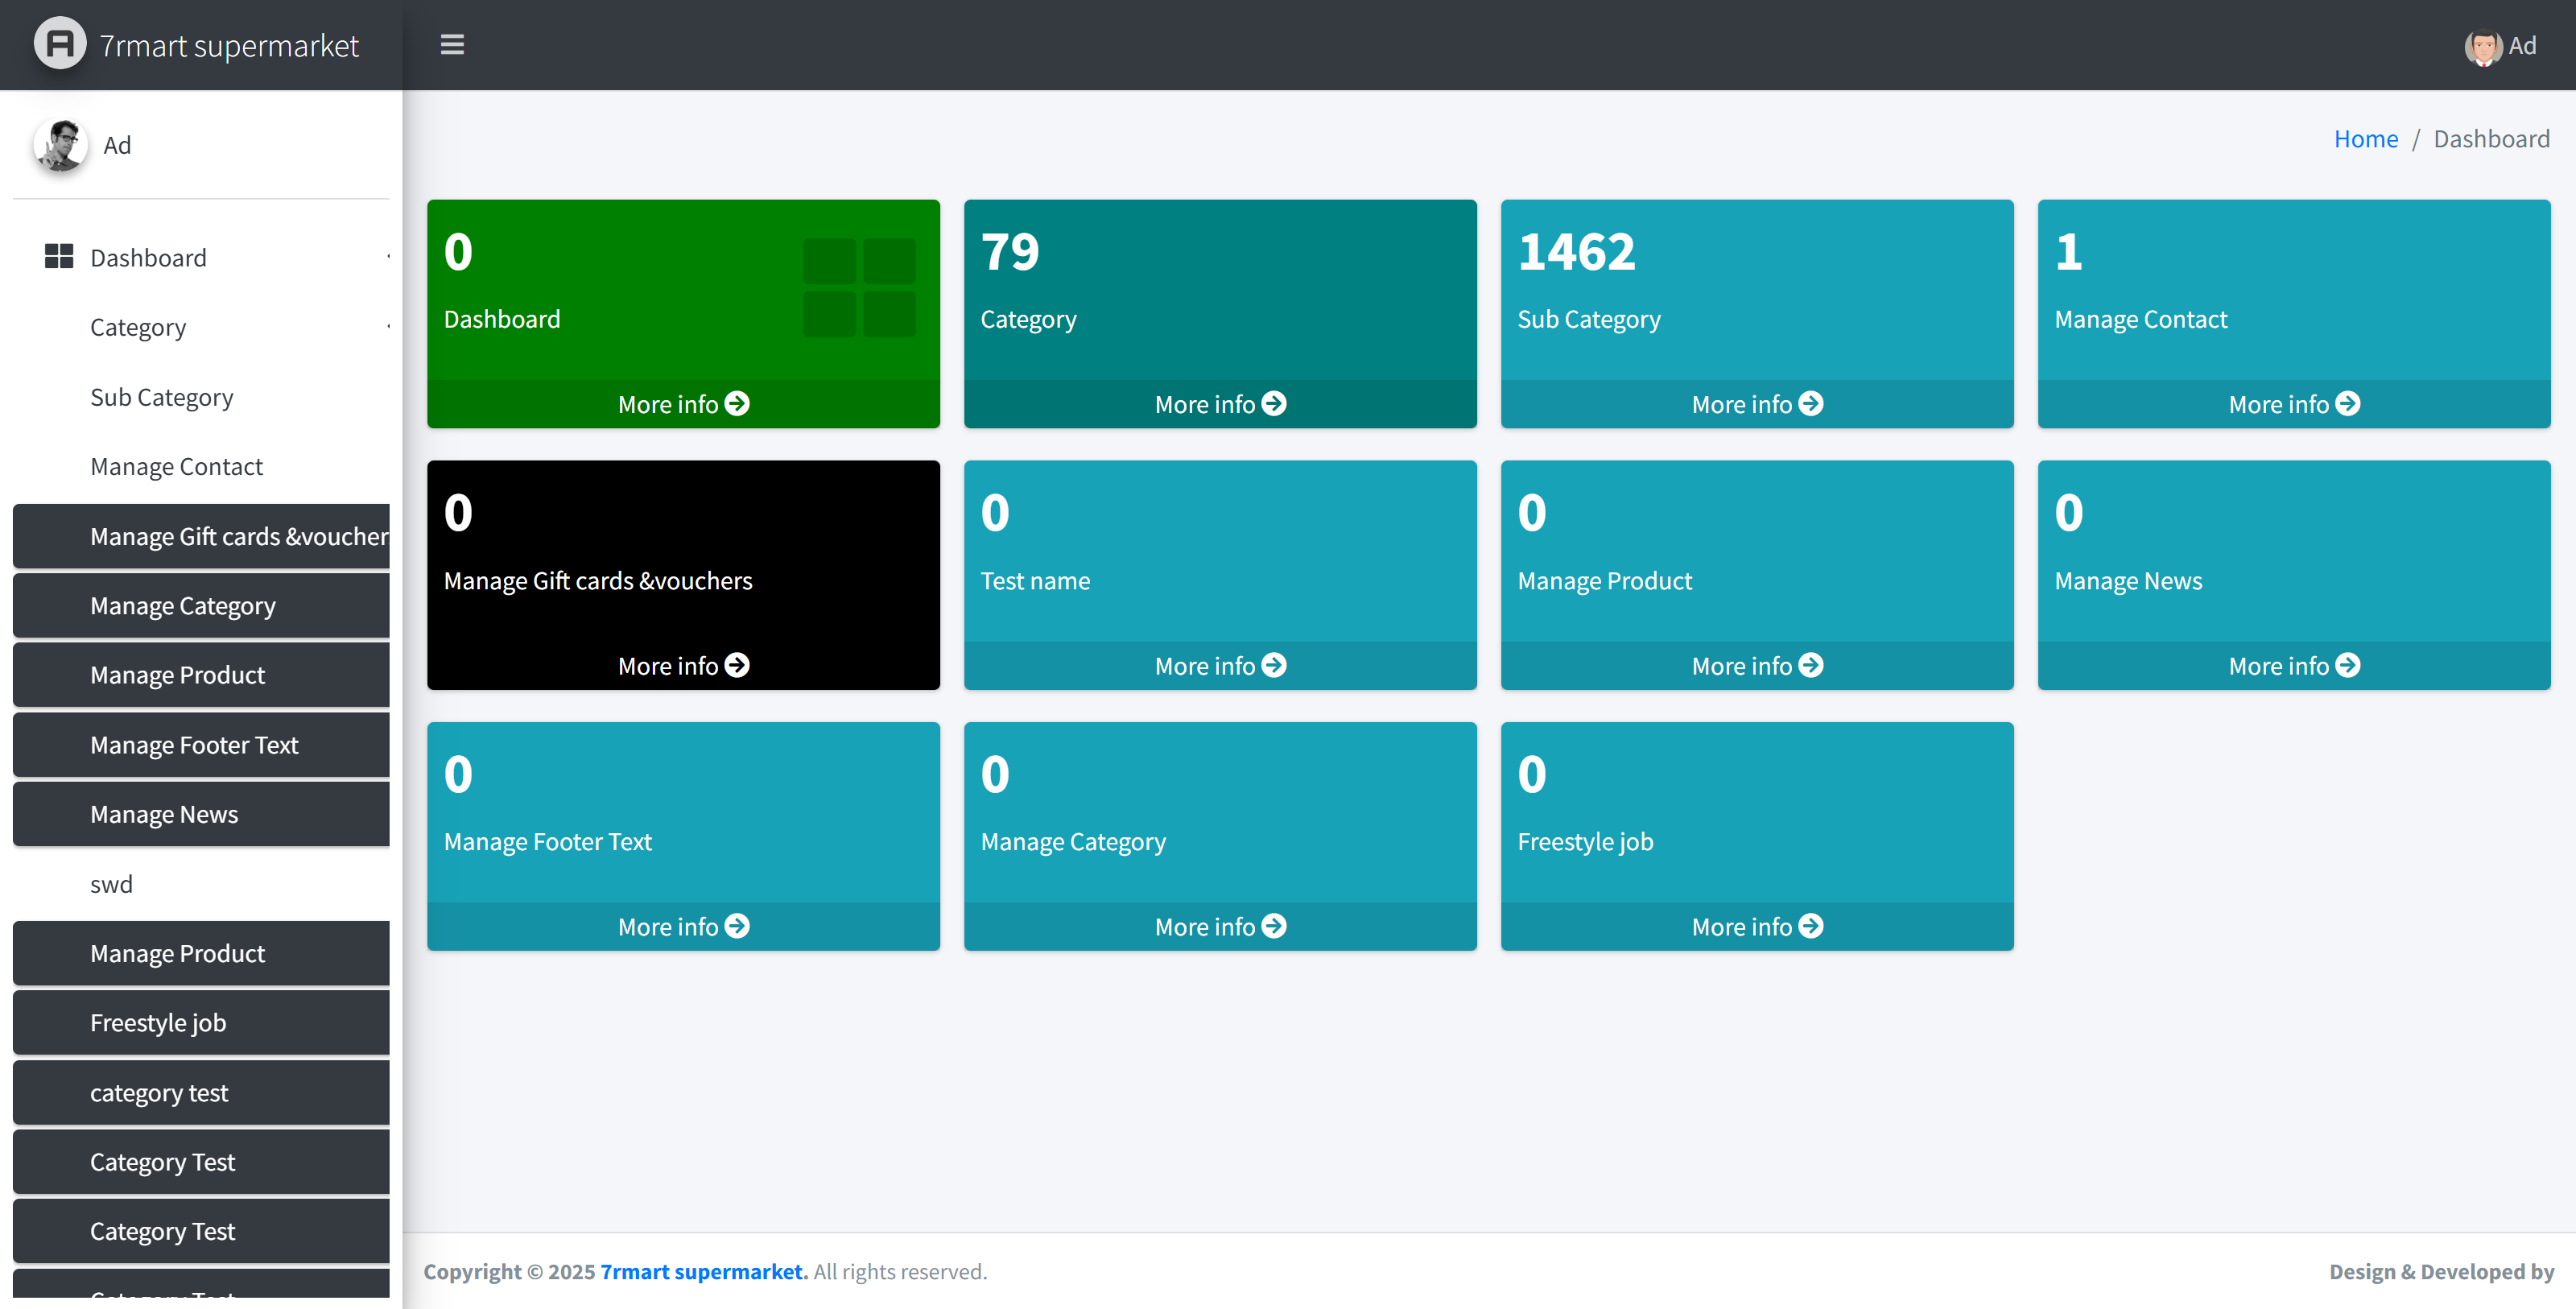 7rmart supermarket
Ad
Ad
Home / Dashboard
Dashboard
Category
Sub Category
Manage Contact
Manage Gift cards &voucher
Manage Category
Manage Product
Manage Footer Text
Manage News
swd
Manage Product
Freestyle job
category test
Category Test
Category Test
Category Test
0
Dashboard
More info
79
Category
More info
1462
Sub Category
More info
1
Manage Contact
More info
0
Manage Gift cards &vouchers
More info
0
Test name
More info
0
Manage Product
More info
0
Manage News
More info
0
Manage Footer Text
More info
0
Manage Category
More info
0
Freestyle job
More info
Copyright © 2025 7rmart supermarket. All rights reserved.
Design & Developed by